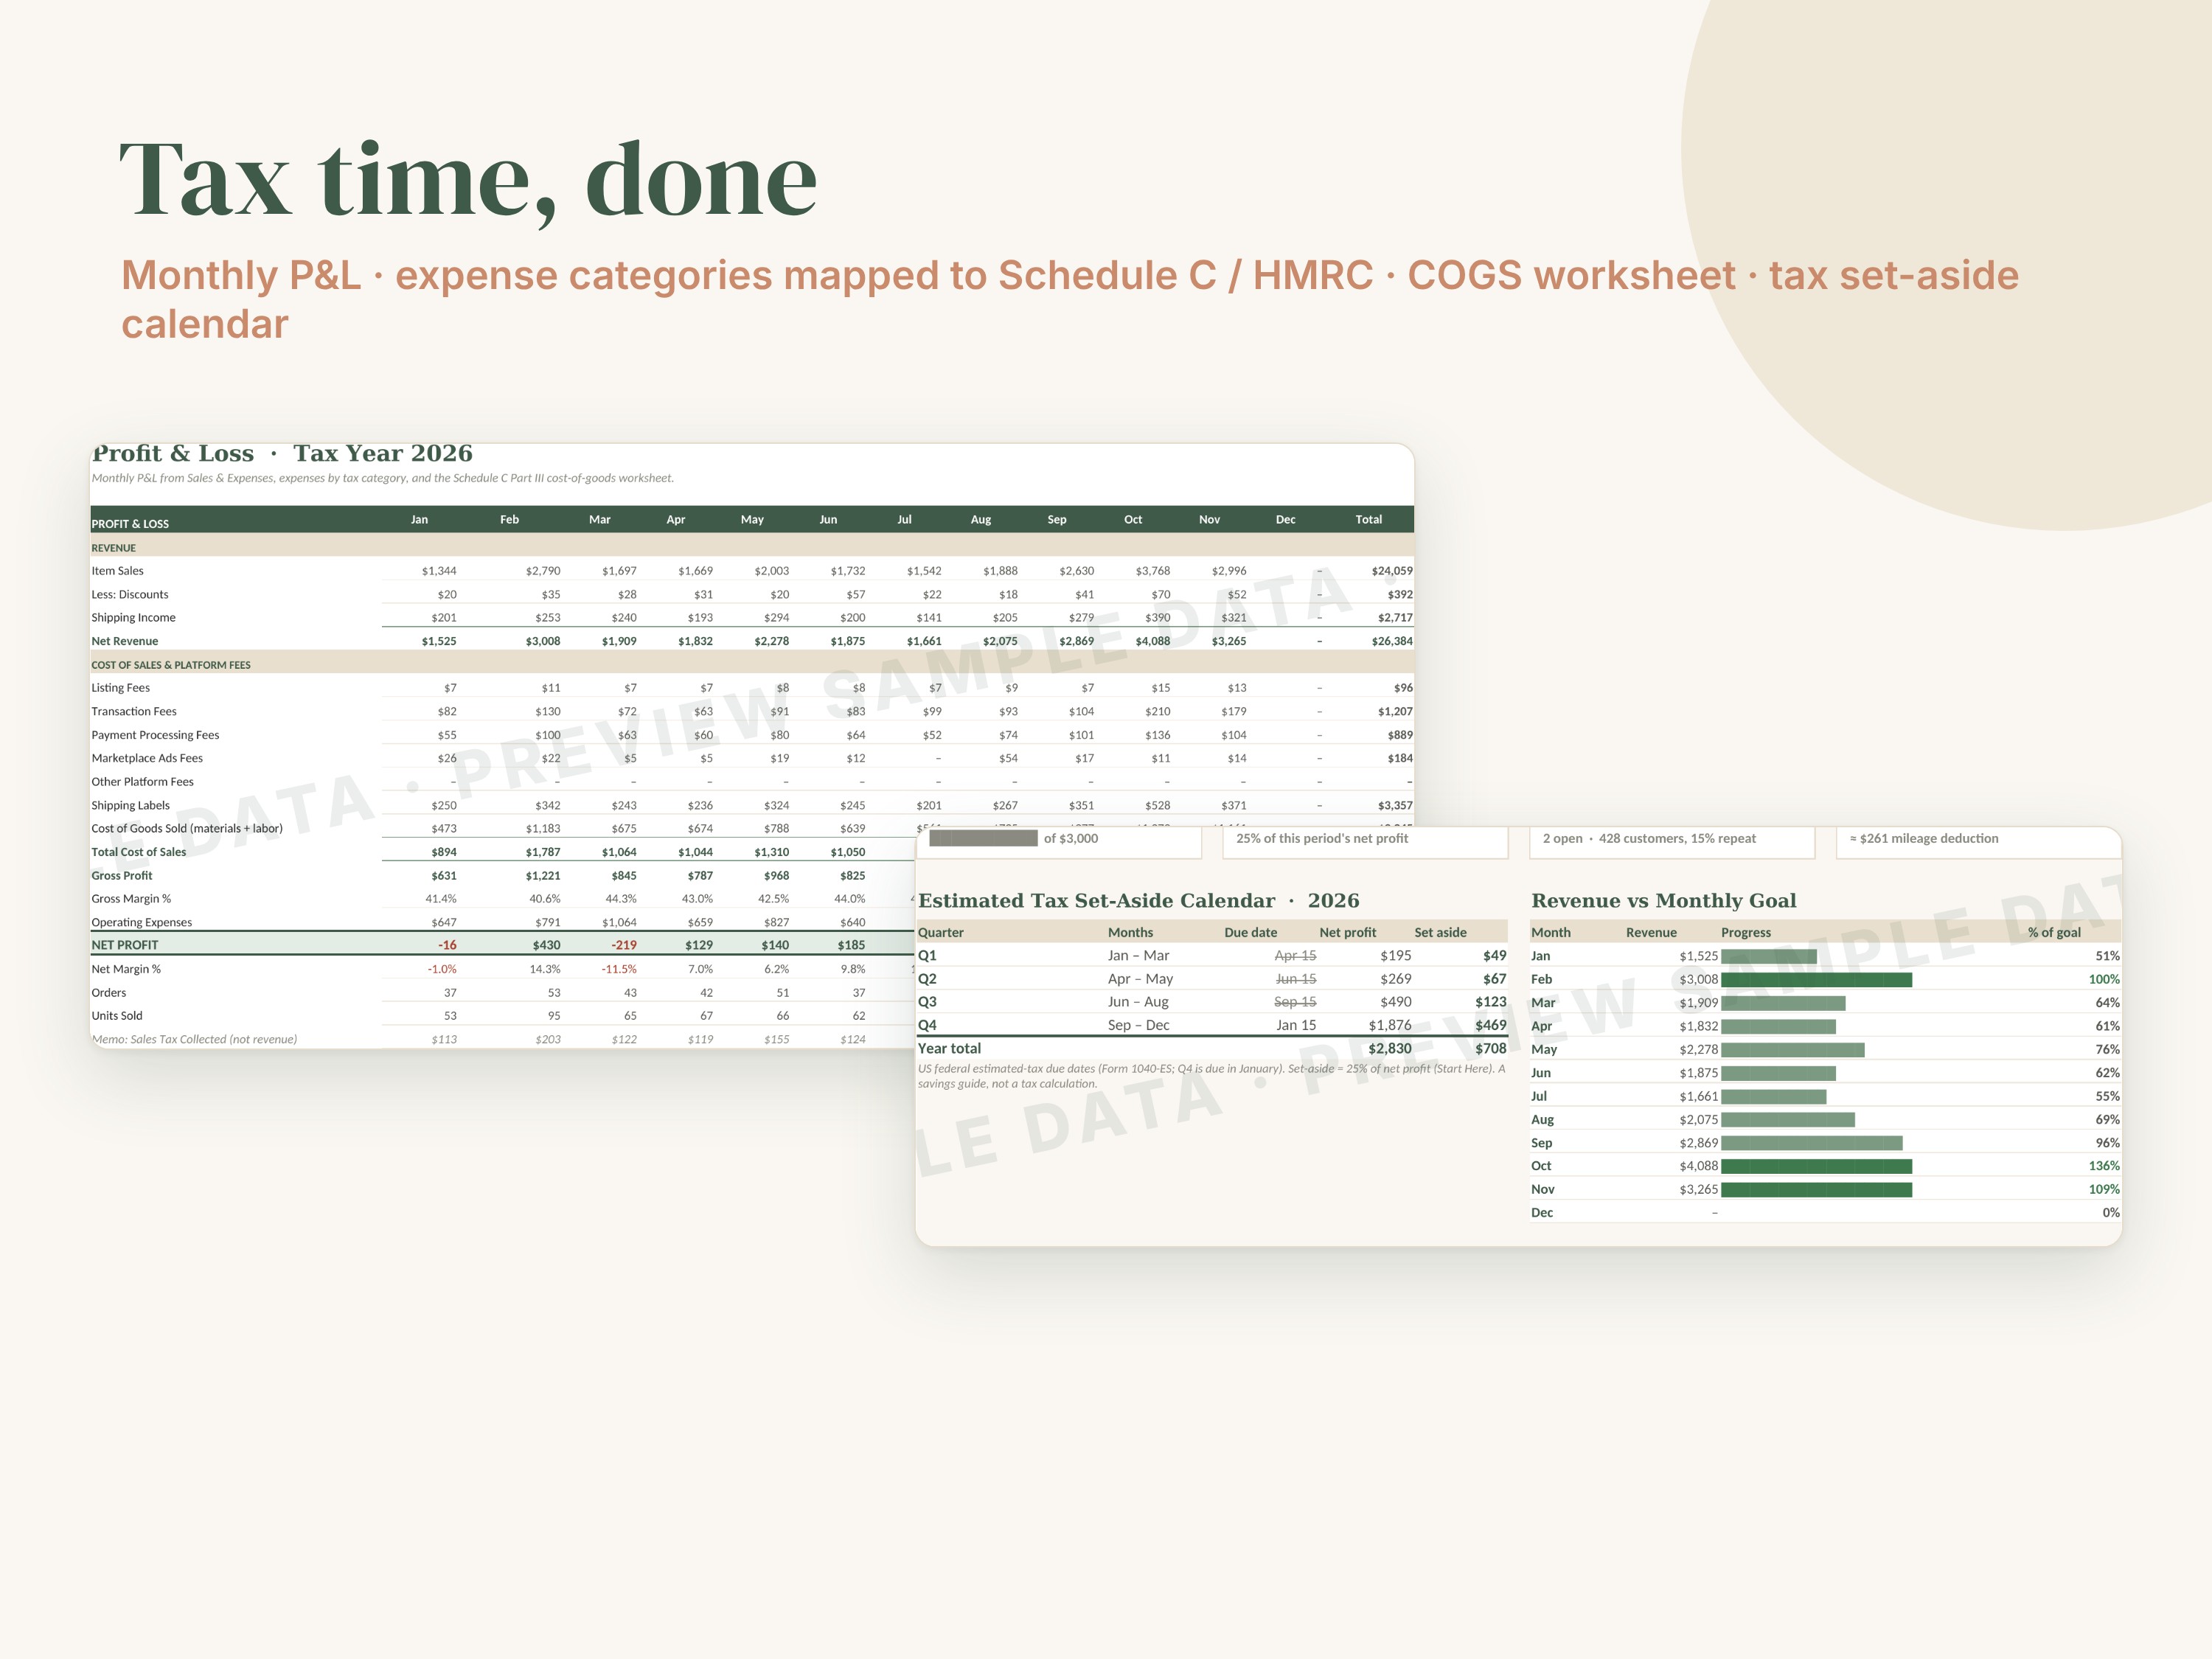 Tax time, done
Monthly P&L · expense categories mapped to Schedule C / HMRC · COGS worksheet · tax set-aside
calendar
Profit & Loss · Tax Year 2026
Monthly P&L from Sales & Expenses, expenses by tax category, and the Schedule C Part III cost-of-goods worksheet.
PROFIT & LOSS Jan Feb Mar Apr May Jun Jul Aug Sep Oct Nov Dec Total
REVENUE
Item Sales $1,344 $2,790 $1,697 $1,669 $2,003 $1,732 $1,542 $1,888 $2,630 $3,768 $2,996 – $24,059
Less: Discounts $20 $35 $28 $31 $20 $57 $22 $18 $41 $70 $52 – $392
Shipping Income $201 $253 $240 $193 $294 $200 $141 $205 $279 $390 $321 – $2,717
Net Revenue $1,525 $3,008 $1,909 $1,832 $2,278 $1,875 $1,661 $2,075 $2,869 $4,088 $3,265 – $26,384
COST OF SALES & PLATFORM FEES
Listing Fees $7 $11 $7 $7 $8 $8 $7 $9 $7 $15 $13 – $96
Transaction Fees $82 $130 $72 $63 $91 $83 $99 $93 $104 $210 $179 – $1,207
Payment Processing Fees $55 $100 $63 $60 $80 $64 $52 $74 $101 $136 $104 – $889
Marketplace Ads Fees $26 $22 $5 $5 $19 $12 – $54 $17 $11 $14 – $184
Other Platform Fees – – – – – – – – – – – – –
Shipping Labels $250 $342 $243 $236 $324 $245 $201 $267 $351 $528 $371 – $3,357
Cost of Goods Sold (materials + labor) $473 $1,183 $675 $674 $788 $639
Total Cost of Sales $894 $1,787 $1,064 $1,044 $1,310 $1,050
Gross Profit $631 $1,221 $845 $787 $968 $825
Gross Margin % 41.4% 40.6% 44.3% 43.0% 42.5% 44.0%
Operating Expenses $647 $791 $1,064 $659 $827 $640
NET PROFIT -16 $430 -219 $129 $140 $185
Net Margin % -1.0% 14.3% -11.5% 7.0% 6.2% 9.8%
Orders 37 53 43 42 51 37
Units Sold 53 95 65 67 66 62
Memo: Sales Tax Collected (not revenue) $113 $203 $122 $119 $155 $124
LE DATA · PREVIEW SAMPLE DATA ·
of $3,000
25% of this period's net profit
2 open · 428 customers, 15% repeat
≈ $261 mileage deduction
Estimated Tax Set-Aside Calendar · 2026
Quarter Months Due date Net profit Set aside
Q1 Jan – Mar Apr 15 $195 $49
Q2 Apr – May Jun 15 $269 $67
Q3 Jun – Aug Sep 15 $490 $123
Q4 Sep – Dec Jan 15 $1,876 $469
Year total $2,830 $708
US federal estimated-tax due dates (Form 1040-ES; Q4 is due in January). Set-aside = 25% of net profit (Start Here). A
savings guide, not a tax calculation.
Revenue vs Monthly Goal
Month Revenue Progress % of goal
Jan $1,525 51%
Feb $3,008 100%
Mar $1,909 64%
Apr $1,832 61%
May $2,278 76%
Jun $1,875 62%
Jul $1,661 55%
Aug $2,075 69%
Sep $2,869 96%
Oct $4,088 136%
Nov $3,265 109%
Dec – 0%
LE DATA · PREVIEW SAMPLE DAT